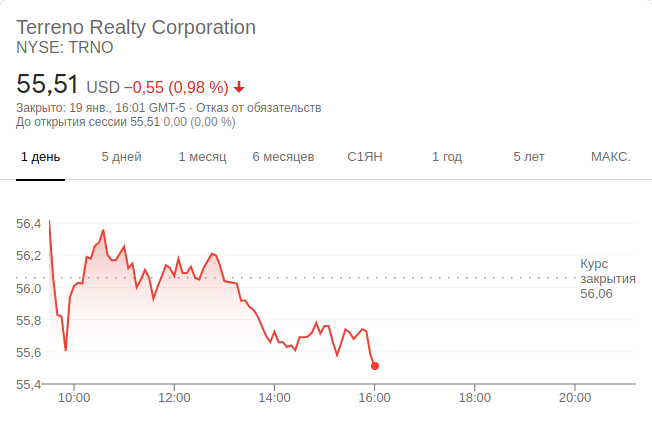 Terreno Realty Corporation
NYSE: TRNO
55,51 USD −0,55 (0,98 %)
Закрыто: 19 янв., 16:01 GMT-5 · Отказ от обязательств
До открытия сессии 55,51 0,00 (0,00 %)
1 день 5 дней 1 месяц 6 месяцев С1ЯН 1 год 5 лет МАКС.
56,4
56,2
56,0
55,8
55,6
55,4
Курс
закрытия
56,06
10:00 12:00 14:00 16:00 18:00 20:00